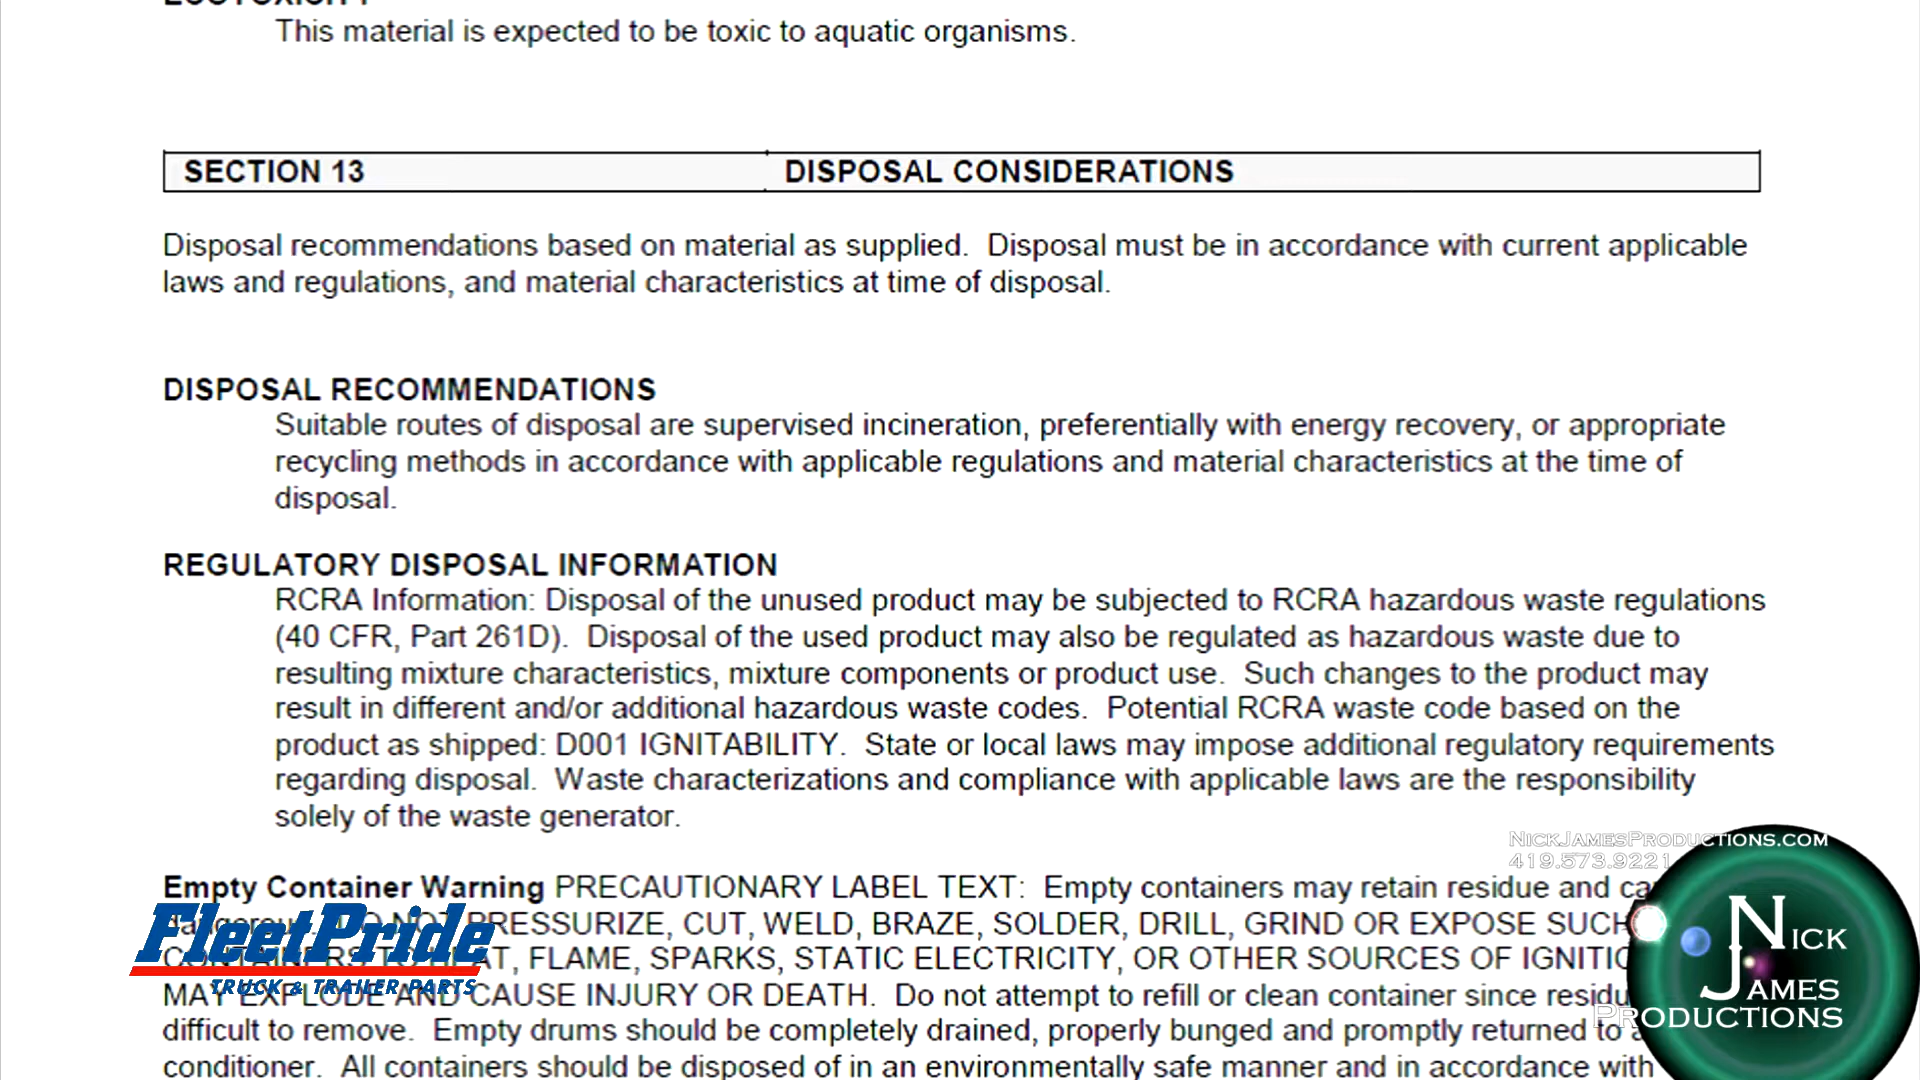 This material is expected to be toxic to aquatic organisms.
SECTION 13 DISPOSAL CONSIDERATIONS
Disposal recommendations based on material as supplied. Disposal must be in accordance with current applicable
laws and regulations, and material characteristics at time of disposal.
DISPOSAL RECOMMENDATIONS
Suitable routes of disposal are supervised incineration, preferentially with energy recovery, or appropriate
recycling methods in accordance with applicable regulations and material characteristics at the time of
disposal.
REGULATORY DISPOSAL INFORMATION
RCRA Information: Disposal of the unused product may be subjected to RCRA hazardous waste regulations
(40 CFR, Part 261D). Disposal of the used product may also be regulated as hazardous waste due to
resulting mixture characteristics, mixture components or product use. Such changes to the product may
result in different and/or additional hazardous waste codes. Potential RCRA waste code based on the
product as shipped: D001 IGNITABILITY. State or local laws may impose additional regulatory requirements
regarding disposal. Waste characterizations and compliance with applicable laws are the responsibility
solely of the waste generator.
NICKJAMESPRODUCTIONS.COM
419.573.9221
Empty Container Warning PRECAUTIONARY LABEL TEXT: Empty containers may retain residue and
PRESSURIZE, CUT, WELD, BRAZE, SOLDER, DRILL, GRIND OR EXPOSE SUCH
FLAME, SPARKS, STATIC ELECTRICITY, OR OTHER SOURCES OF
MAY EXPLODE AND CAUSE INJURY OR DEATH. Do not attempt to refill or clean container since
difficult to remove. Empty drums should be completely drained, properly bunged and promptly returned to a
conditioner. All containers should be disposed of in an environmentally safe manner and in accordance with
FleetPride
TRUCK & TRAILER PARTS
NICK
JAMES
PRODUCTIONS